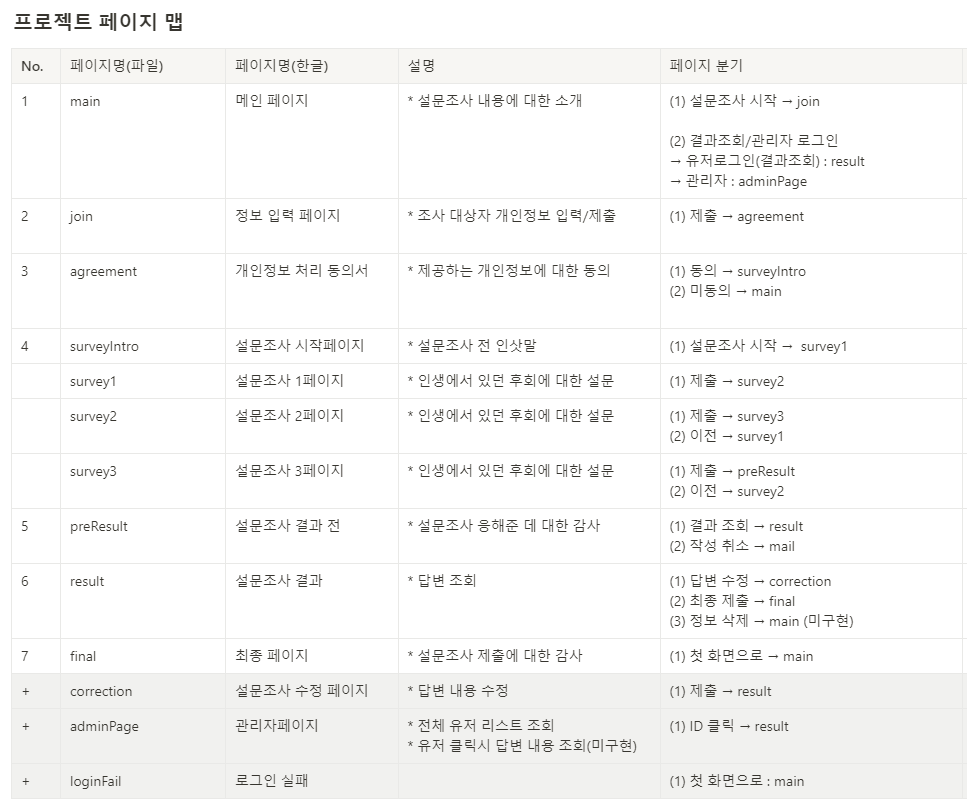 프로젝트 페이지 맵
No. 페이지명(파일) 페이지명(한글) 설명 페이지 분기
1 main 메인 페이지 * 설문조사 내용에 대한 소개 (1) 설문조사 시작 → join
(2) 결과조회/관리자 로그인
→ 유저로그인(결과조회) : result
→ 관리자 : adminPage
2 join 정보 입력 페이지 * 조사 대상자 개인정보 입력/제출 (1) 제출 → agreement
3 agreement 개인정보 처리 동의서 * 제공하는 개인정보에 대한 동의 (1) 동의 → surveyIntro
(2) 미동의 → main
4 surveyIntro 설문조사 시작페이지 * 설문조사 전 인삿말 (1) 설문조사 시작 → survey1
survey1 설문조사 1페이지 * 인생에서 있던 후회에 대한 설문 (1) 제출 → survey2
survey2 설문조사 2페이지 * 인생에서 있던 후회에 대한 설문 (1) 제출 → survey3
(2) 이전 → survey1
survey3 설문조사 3페이지 * 인생에서 있던 후회에 대한 설문 (1) 제출 → preResult
(2) 이전 → survey2
5 preResult 설문조사 결과 전 * 설문조사 응해준 데 대한 감사 (1) 결과 조회 → result
(2) 작성 취소 → mail
6 result 설문조사 결과 * 답변 조회 (1) 답변 수정 → correction
(2) 최종 제출 → final
(3) 정보 삭제 → main (미구현)
7 final 최종 페이지 * 설문조사 제출에 대한 감사 (1) 첫 화면으로 → main
+ correction 설문조사 수정 페이지 * 답변 내용 수정 (1) 제출 → result
+ adminPage 관리자페이지 * 전체 유저 리스트 조회 (1) ID 클릭 → result
* 유저 클릭시 답변 내용 조회(미구현)
+ loginFail 로그인 실패 (1) 첫 화면으로 : main